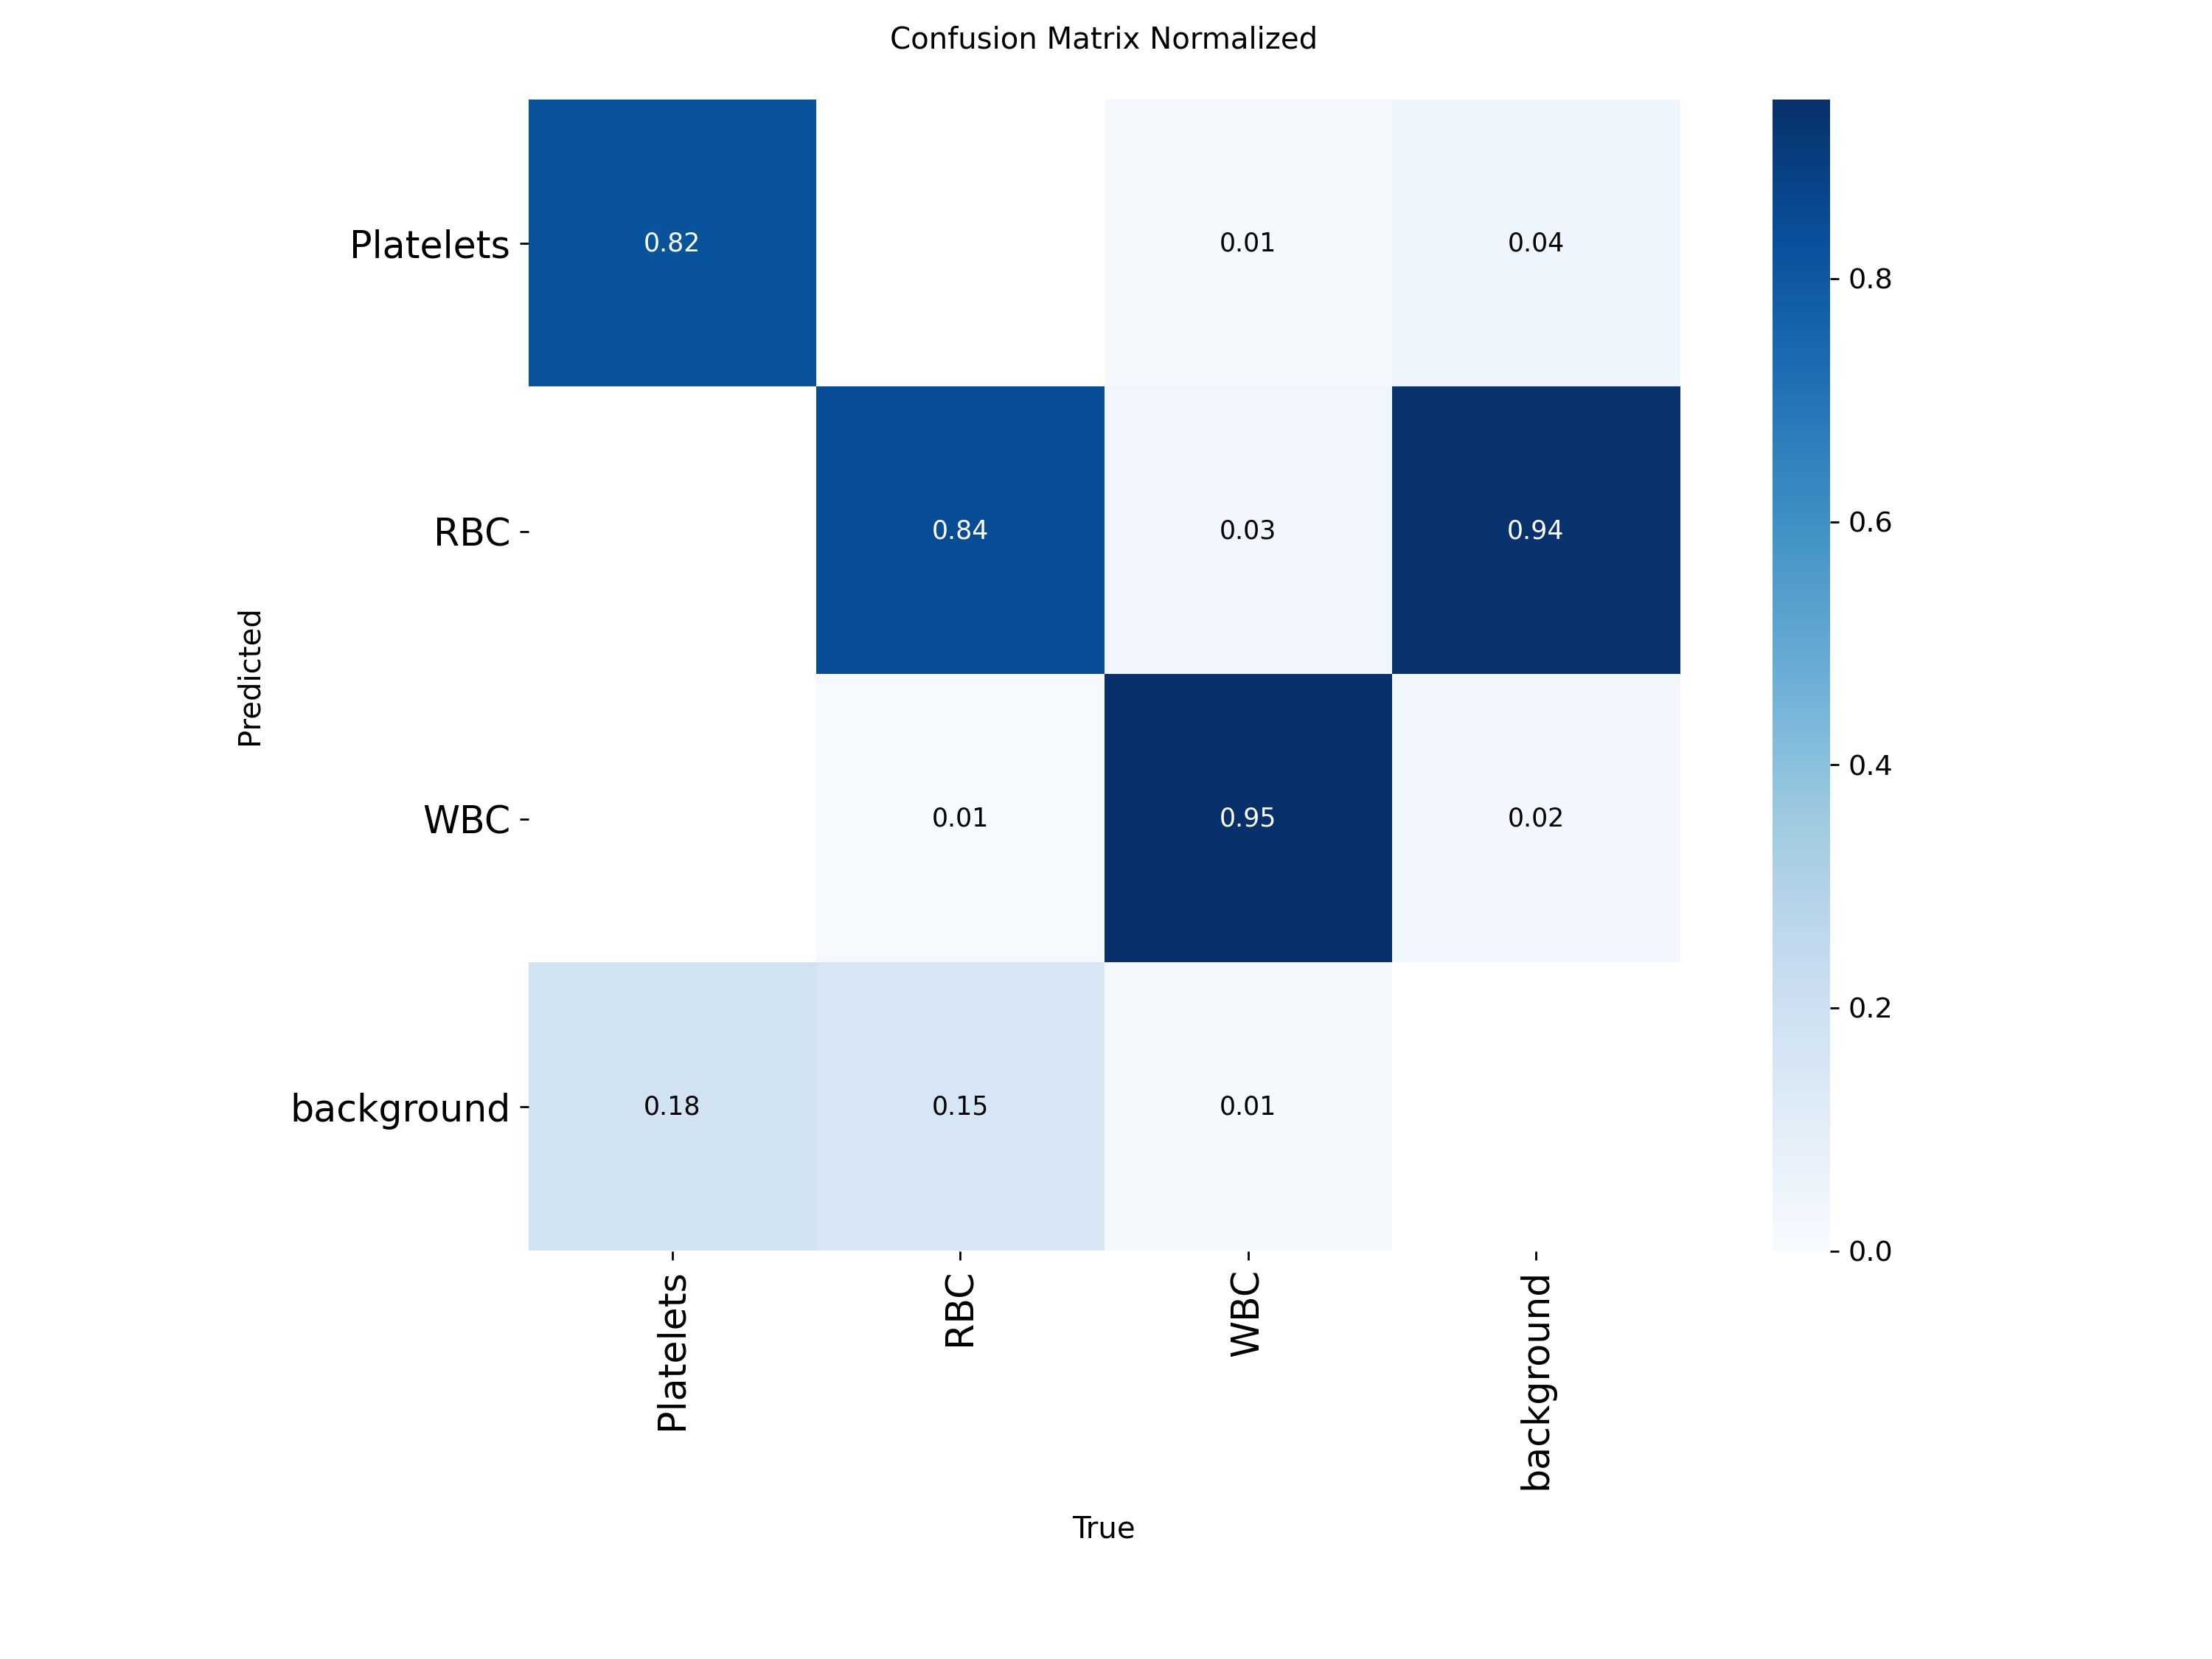 Confusion Matrix Normalized
Platelets
0.82
0.01
0.04
RBC
0.84
0.03
0.94
WBC
0.01
0.95
0.02
background
0.18
0.15
0.01
Predicted
Platelets
RBC
WBC
background
True
0.8
0.6
0.4
0.2
0.0